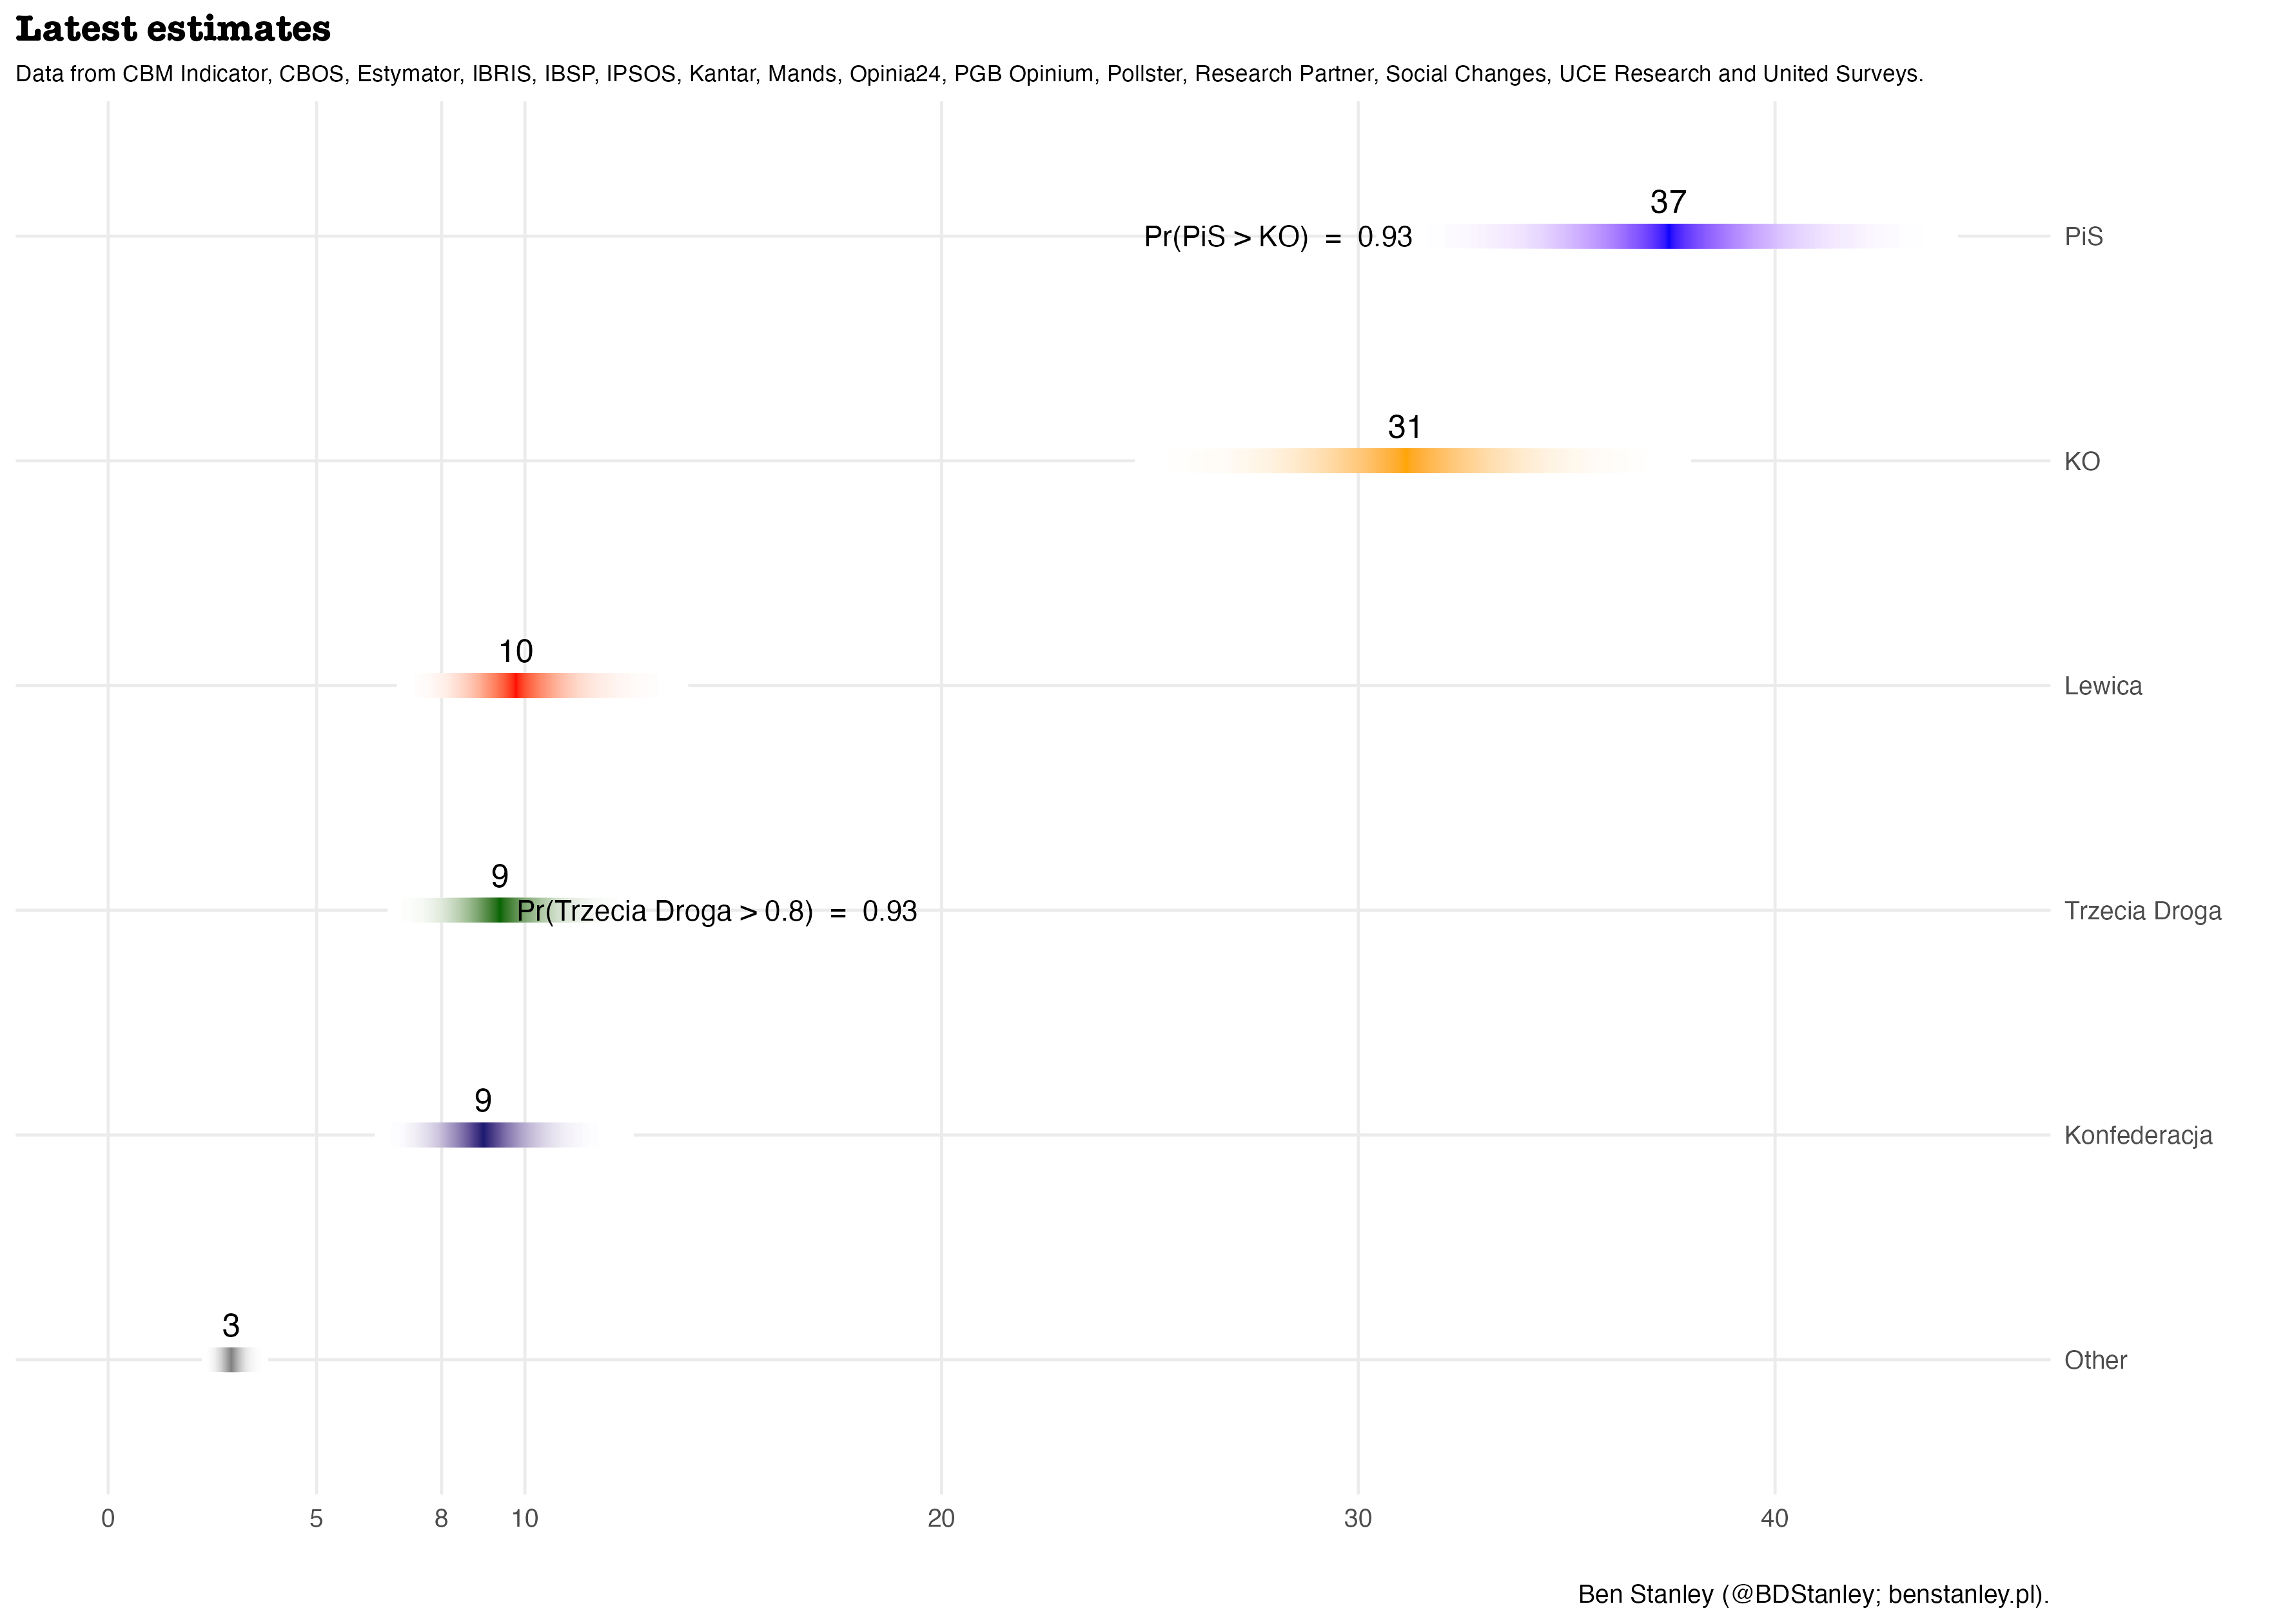 Latest estimates
Data from CBM Indicator, CBOS, Estymator, IBRIS, IBSP, IPSOS, Kantar, Mands, Opinia24, PGB Opinium, Pollster, Research Partner, Social Changes, UCE Research and United Surveys.
37
Pr(PiS > KO) = 0.93
PiS
31
KO
10
Lewica
9
Pr(Trzecia Droga > 0.8) = 0.93
Trzecia Droga
9
Konfederacja
3
Other
0 5 8 10 20 30 40
Ben Stanley (@BDStanley; benstanley.pl).